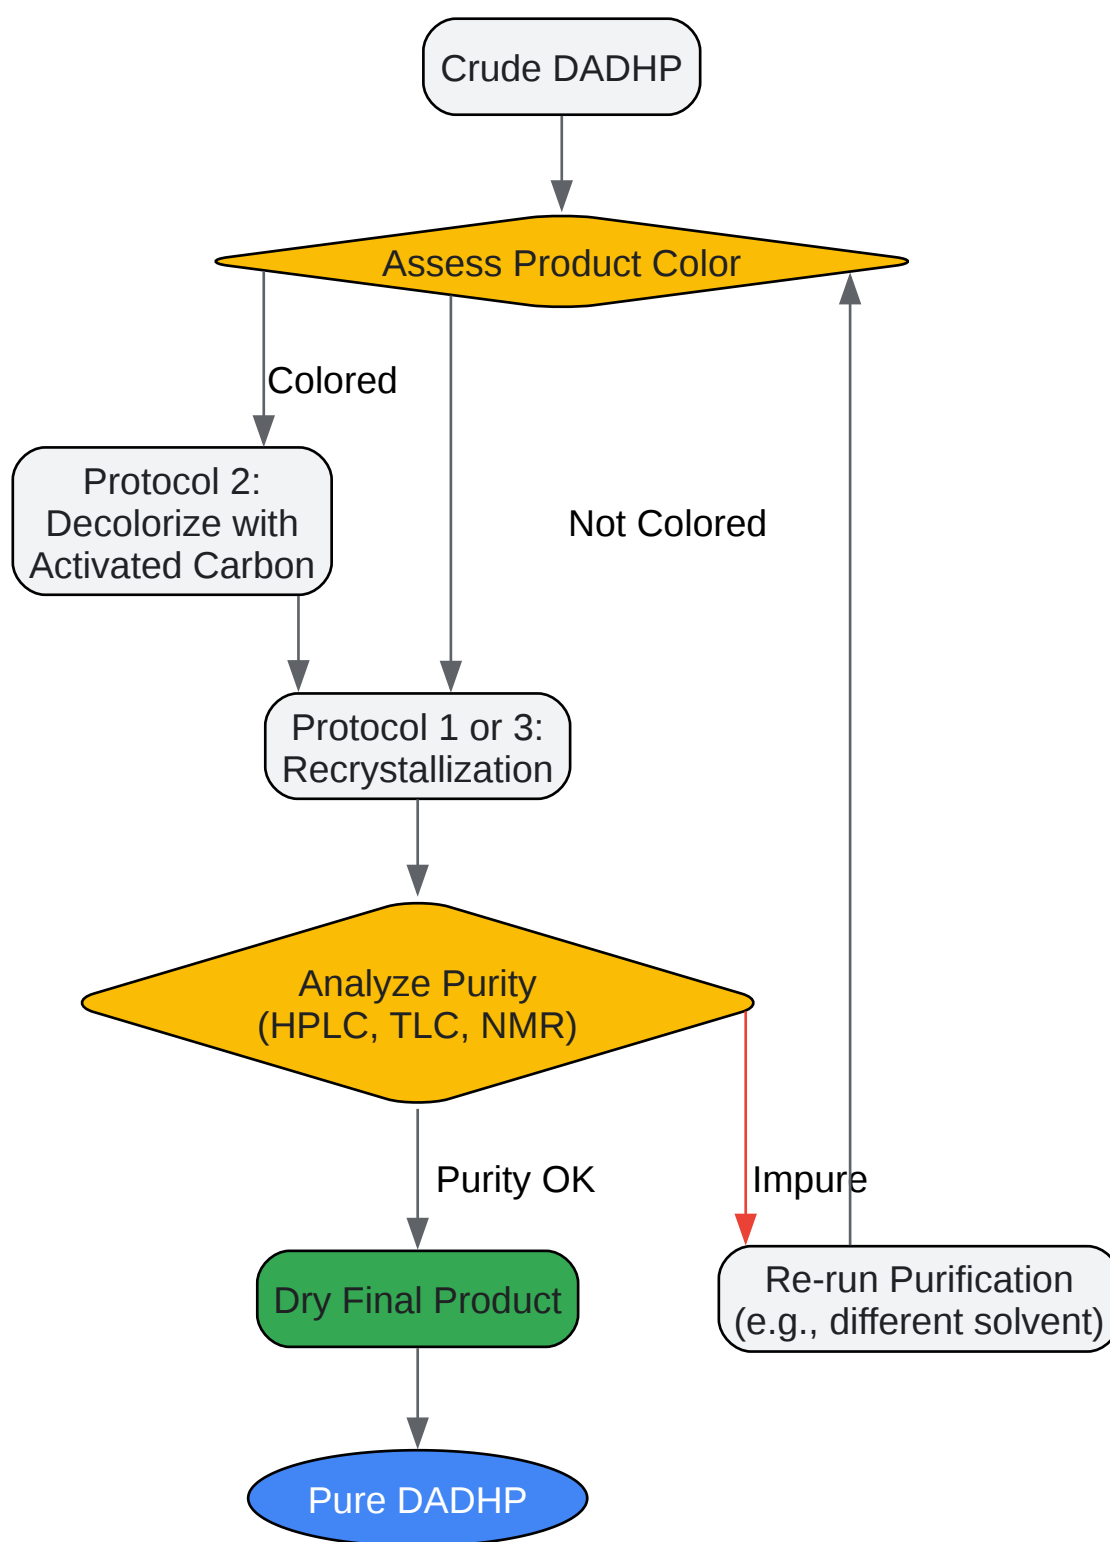 Crude DADHP
Assess Product Color
Colored
Protocol 2:
Decolorize with
Activated Carbon
Not Colored
Protocol 1 or 3:
Recrystallization
Analyze Purity
(HPLC, TLC, NMR)
Purity OK
Impure
Dry Final Product
Re-run Purification
(e.g., different solvent)
Pure DADHP